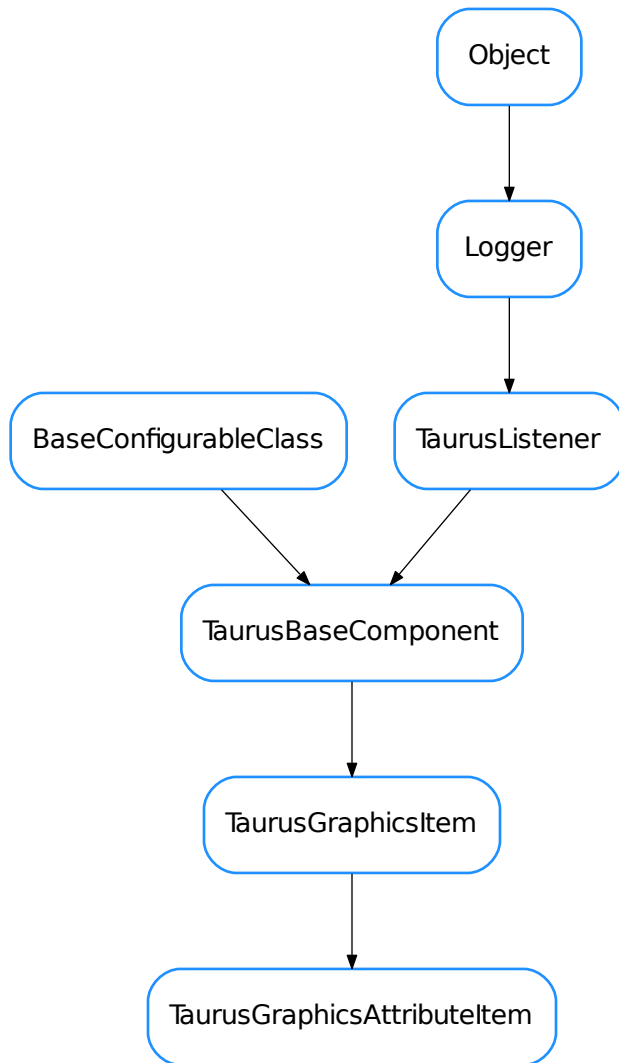 Object
Logger
BaseConfigurableClass
TaurusListener
TaurusBaseComponent
TaurusGraphicsItem
TaurusGraphicsAttributeItem